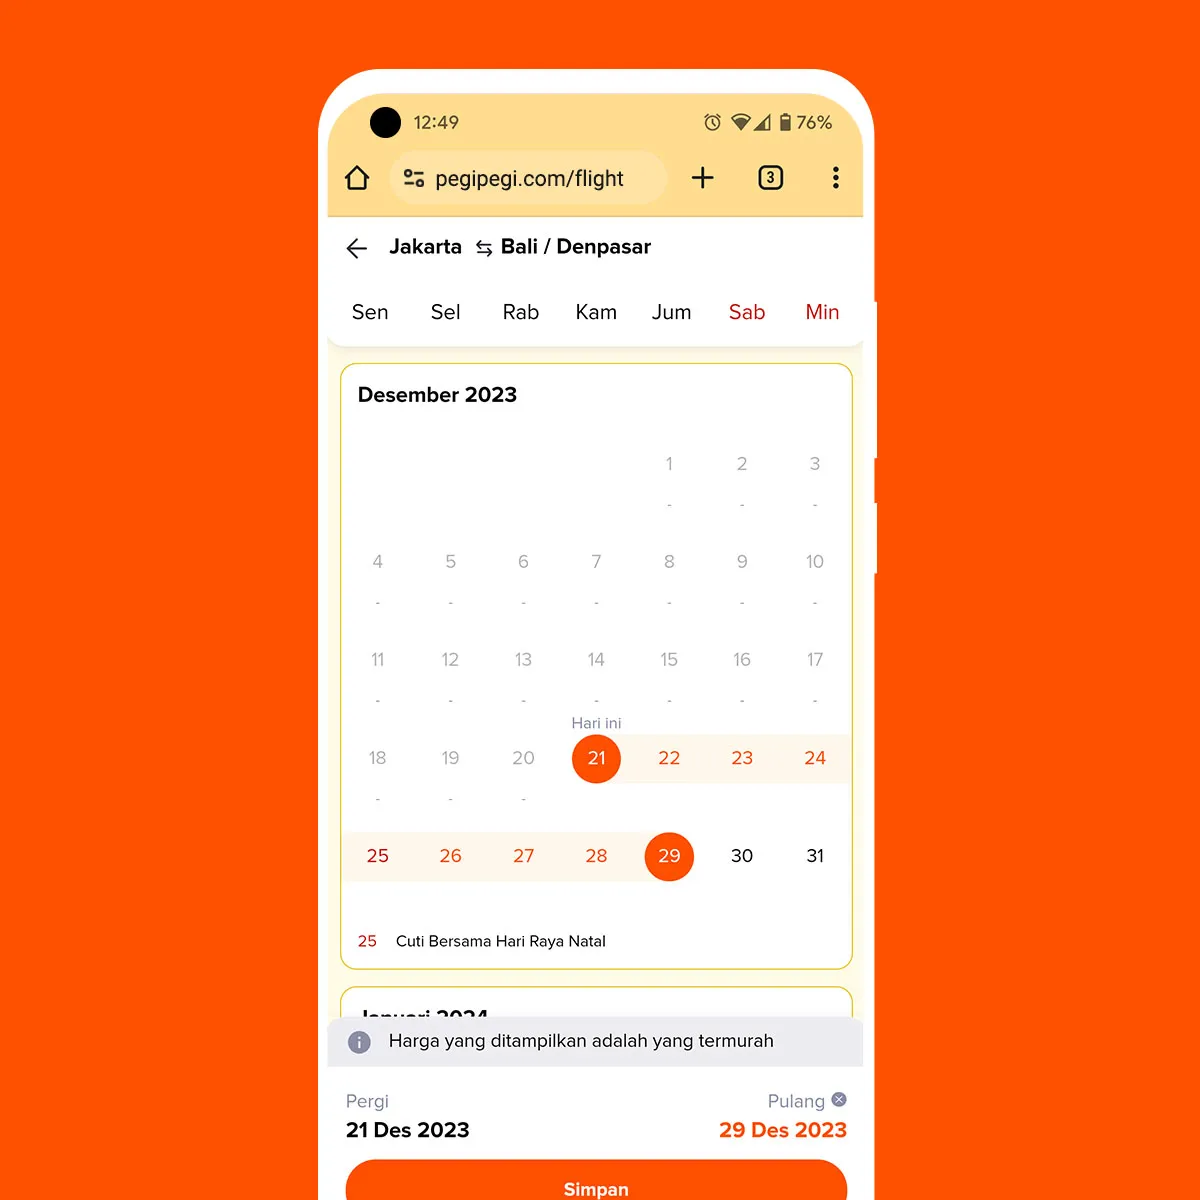 12:49 76%
pegipegi.com/flight 3
Jakarta Bali / Denpasar
Sen Sel Rab Kam Jum Sab Min
Desember 2023
1 2 3
- - -
4 5 6 7 8 9 10
- - - - - - -
11 12 13 14 15 16 17
- - - - - - -
Hari ini
18 19 20 21 22 23 24
- - -
25 26 27 28 29 30 31
25 Cuti Bersama Hari Raya Natal
Januari 2024
Harga yang ditampilkan adalah yang termurah
Pergi Pulang
21 Des 2023 29 Des 2023
Simpan